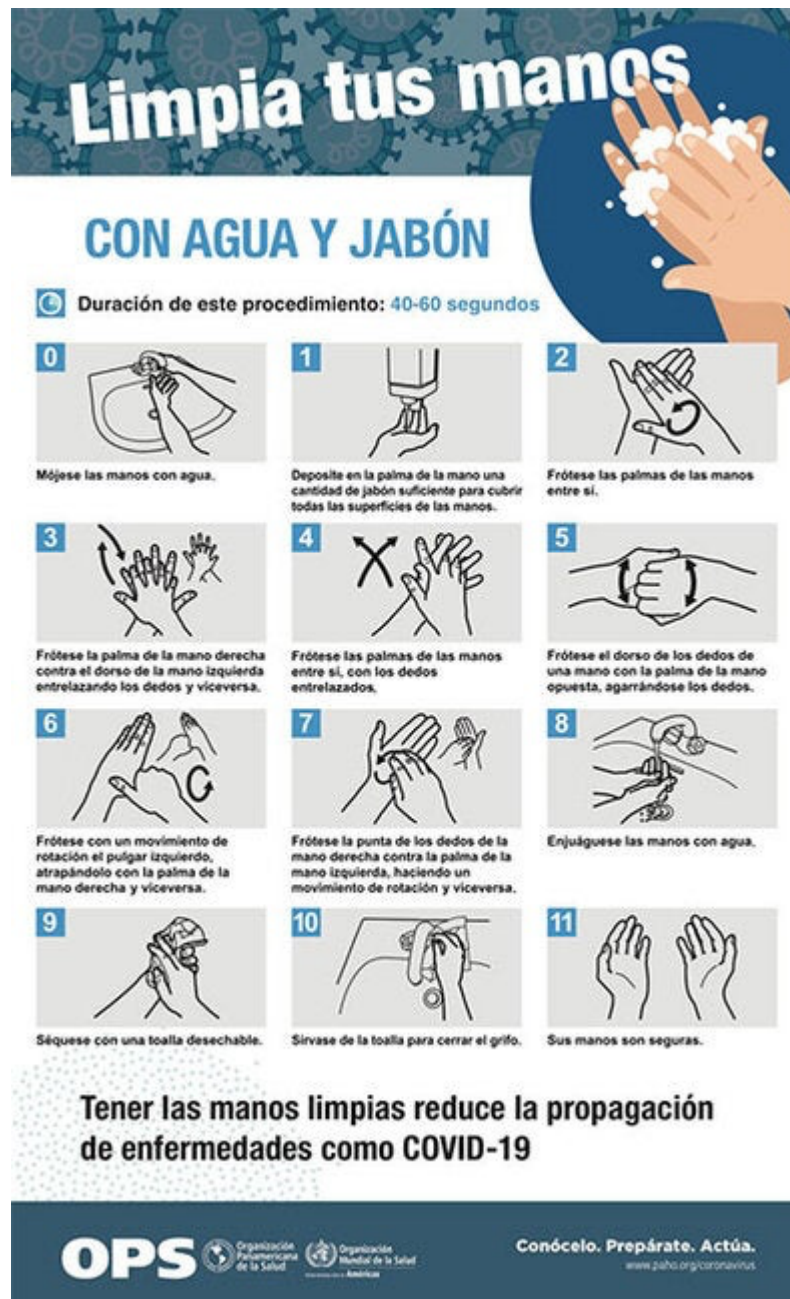 Limpia tus manos
CON AGUA Y JABÓN
Duración de este procedimiento: 40-60 segundos
0
Mójese las manos con agua.
1
Deposite en la palma de la mano una
cantidad de jabón suficiente para cubrir
todas las superficies de las manos.
2
Frótese las palmas de las manos
entre sí.
3
Frótese la palma de la mano derecha
contra el dorso de la mano izquierda
entrelazando los dedos y viceversa.
4
Frótese las palmas de las manos
entre sí, con los dedos
entrelazados.
5
Frótese el dorso de los dedos de
una mano con la palma de la mano
opuesta, agarrándose los dedos.
6
Frótese con un movimiento de
rotación el pulgar izquierdo,
atrapándolo con la palma de la
mano derecha y viceversa.
7
Frótese la punta de los dedos de la
mano derecha contra la palma de la
mano izquierda, haciendo un
movimiento de rotación y viceversa.
8
Enjuáguese las manos con agua.
9
Séquese con una toalla desechable.
10
Sírvase de la toalla para cerrar el grifo.
11
Sus manos son seguras.
Tener las manos limpias reduce la propagación
de enfermedades como COVID-19
OPS
Organización
Panamericana
de la Salud
Organización
Mundial de la Salud
Américas
Conócelo. Prepárate. Actúa.
www.paho.org/coronavirus